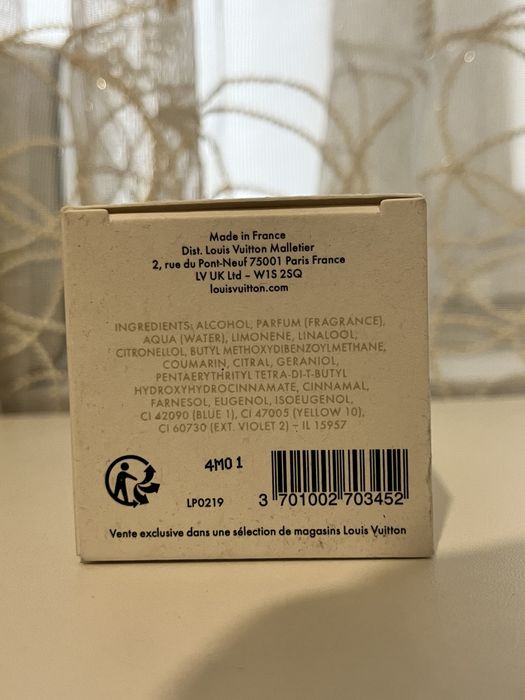 Made in France
Dist. Louis Vuitton Malletier
2, rue du Pont-Neuf 75001 Paris France
LV UK Ltd – W1S 2SQ
louisvuitton.com
INGREDIENTS: ALCOHOL, PARFUM (FRAGRANCE),
AQUA (WATER), LIMONENE, LINALOOL,
CITRONELLOL, BUTYL METHOXYDIBENZOYLMETHANE,
COUMARIN, CITRAL, GERANIOL,
PENTAERYTHRITYL TETRA-DI-T-BUTYL
HYDROXYHYDROCINNAMATE, CINNAMAL,
FARNESOL, EUGENOL, ISOEUGENOL,
CI 42090 (BLUE 1), CI 47005 (YELLOW 10),
CI 60730 (EXT. VIOLET 2) – IL 15957
4M01
LP0219
3 701002 703452
Vente exclusive dans une sélection de magasins Louis Vuitton